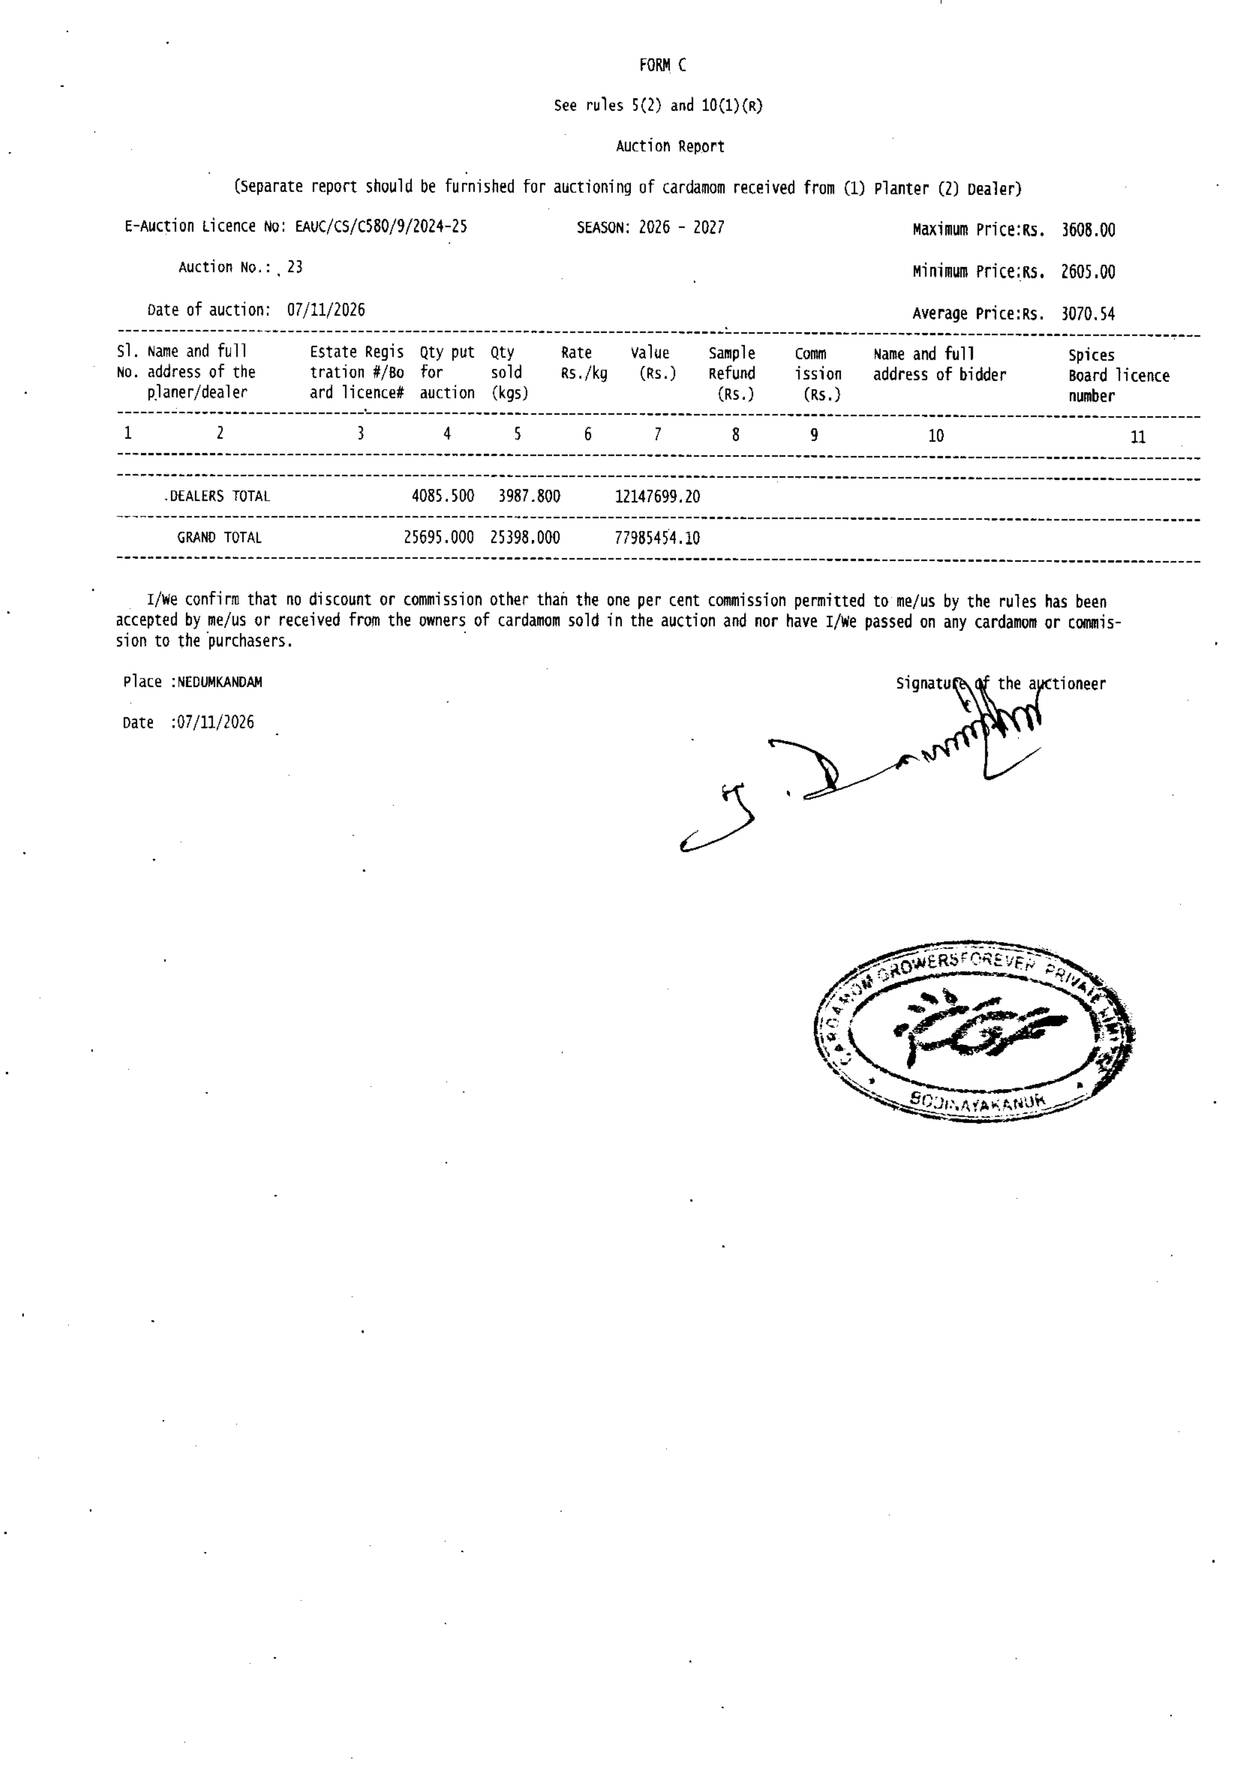 FORM C
See rules 5(2) and 10(1)(R)
Auction Report
(Separate report should be furnished for auctioning of cardamom received from (1) Planter (2) Dealer)
E-Auction Licence No: EAUC/CS/C580/9/2024-25 SEASON: 2026 - 2027 Maximum Price:Rs. 3608.00
Auction No.: 23 Minimum Price:Rs. 2605.00
Date of auction: 07/11/2026 Average Price:Rs. 3070.54
Sl. Name and full Estate Regis Qty put Qty Rate Value Sample Comm Name and full Spices
No. address of the tration #/Bo for sold Rs./kg (Rs.) Refund ission address of bidder Board licence
planer/dealer ard licence# auction (kgs) (Rs.) (Rs.) number
1 2 3 4 5 6 7 8 9 10 11
DEALERS TOTAL 4085.500 3987.800 12147699.20
GRAND TOTAL 25695.000 25398.000 77985454.10
I/We confirm that no discount or commission other than the one per cent commission permitted to me/us by the rules has been
accepted by me/us or received from the owners of cardamom sold in the auction and nor have I/We passed on any cardamom or commis-
sion to the purchasers.
Place :NEDUMKANDAM Signature of the auctioneer
Date :07/11/2026
CARDAMOM GROWERSFOREVER PRIVATE LIMITED
BODINAYAKANUR